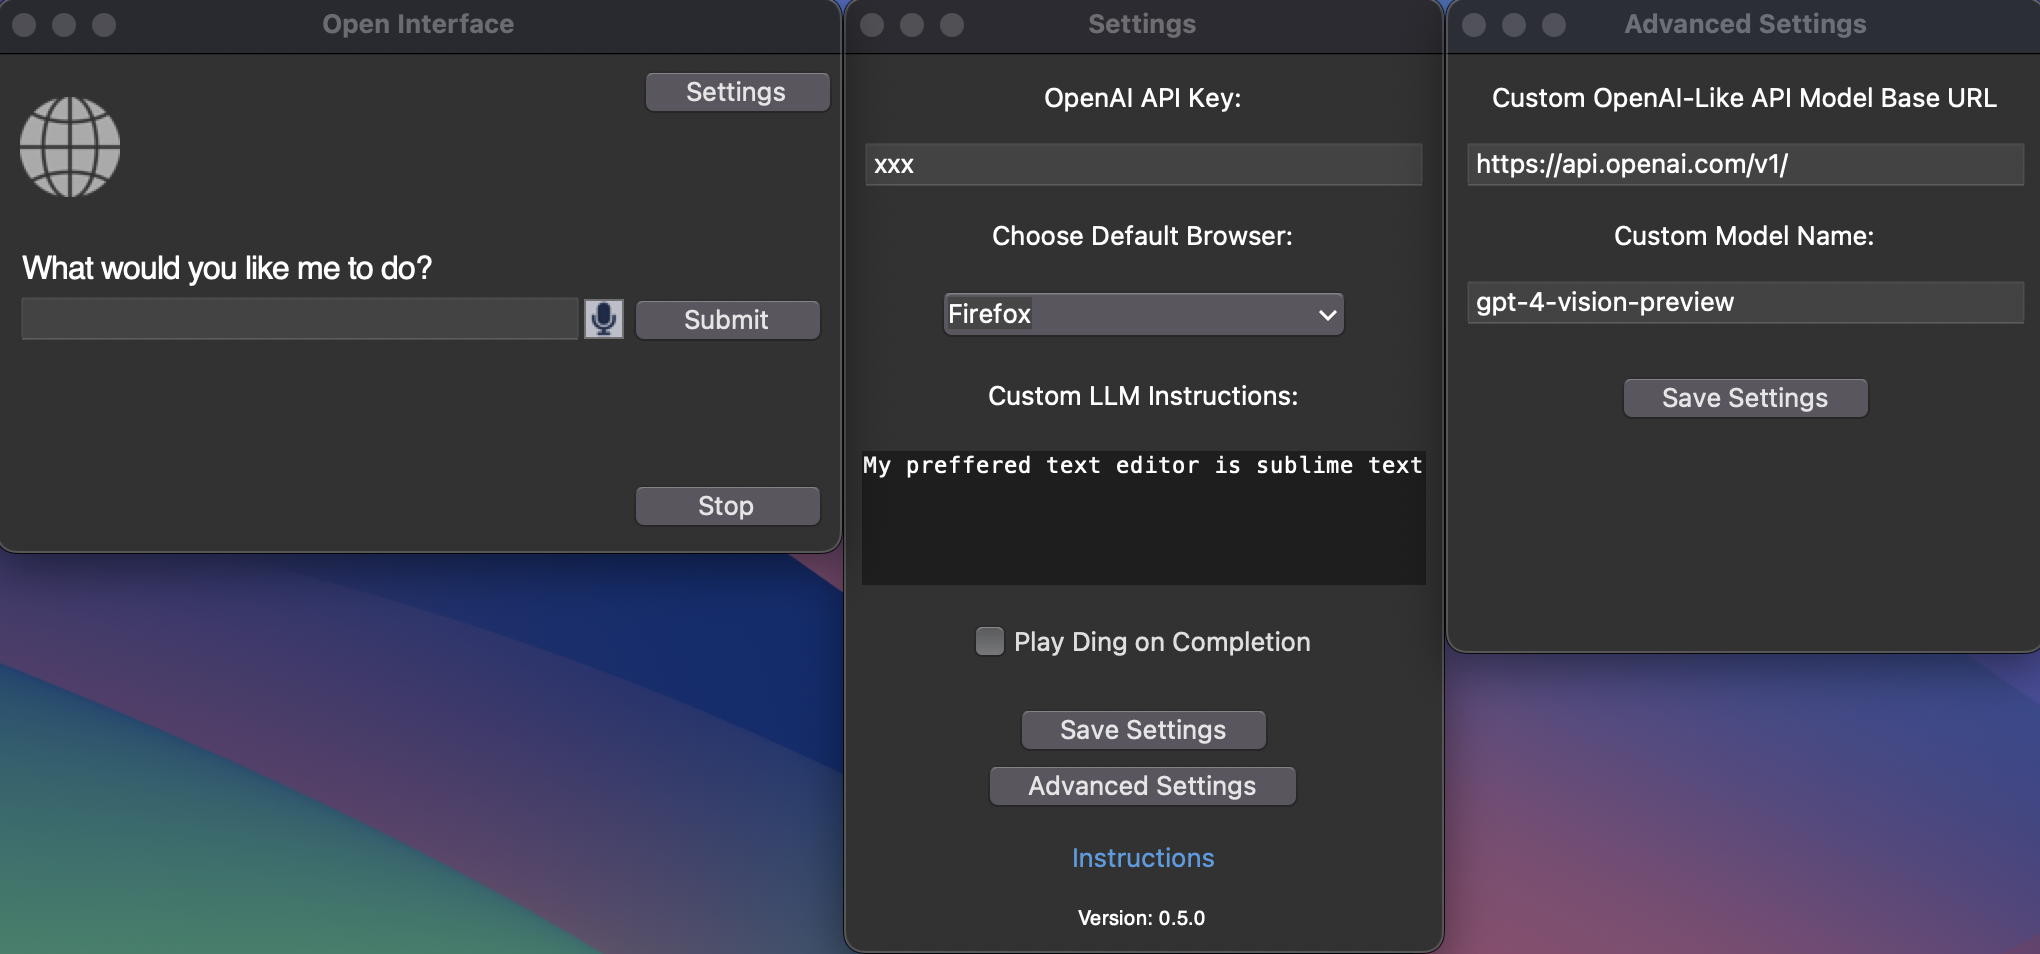 Open Interface
Settings
What would you like me to do?
Submit
Stop
Settings
OpenAI API Key:
xxx
Choose Default Browser:
Firefox
Custom LLM Instructions:
My preffered text editor is sublime text
Play Ding on Completion
Save Settings
Advanced Settings
Instructions
Version: 0.5.0
Advanced Settings
Custom OpenAI-Like API Model Base URL
https://api.openai.com/v1/
Custom Model Name:
gpt-4-vision-preview
Save Settings